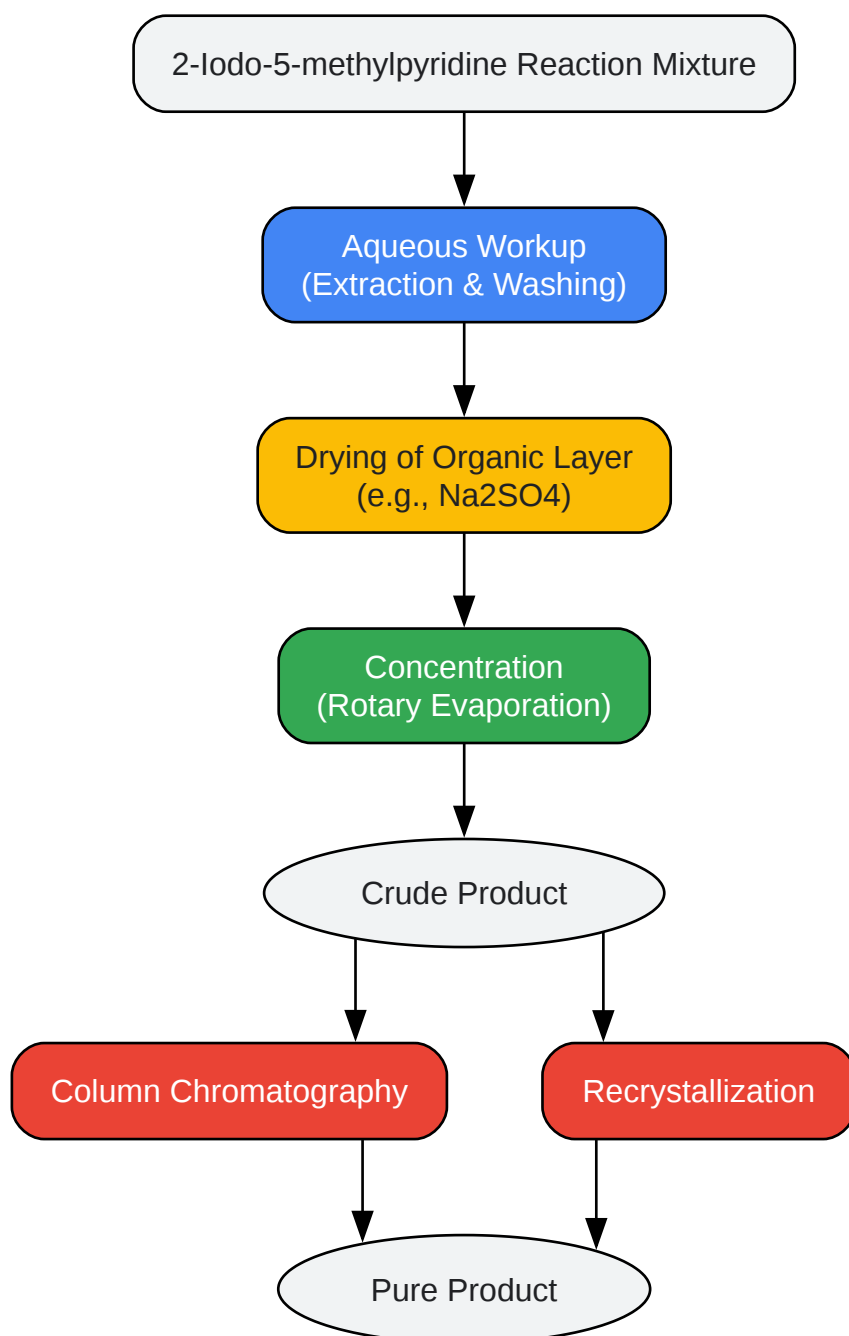 2-Iodo-5-methylpyridine Reaction Mixture
Aqueous Workup
(Extraction & Washing)
Drying of Organic Layer
(e.g., Na2SO4)
Concentration
(Rotary Evaporation)
Crude Product
Column Chromatography
Recrystallization
Pure Product